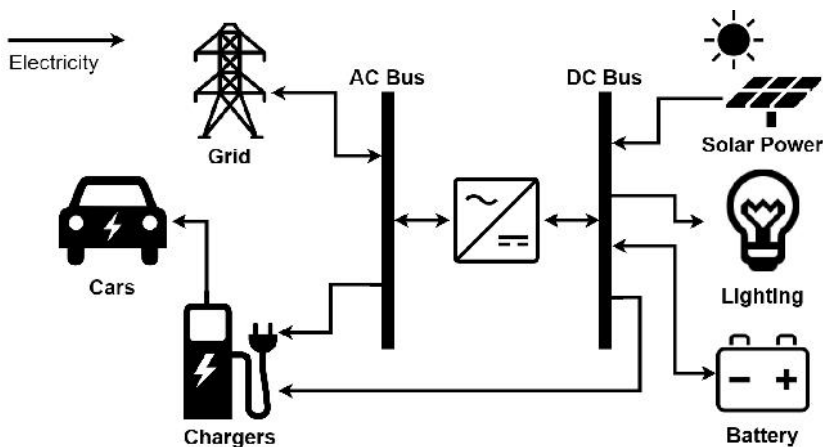 Electricity
AC Bus
DC Bus
Grid
Solar Power
Cars
Lighting
Chargers
Battery